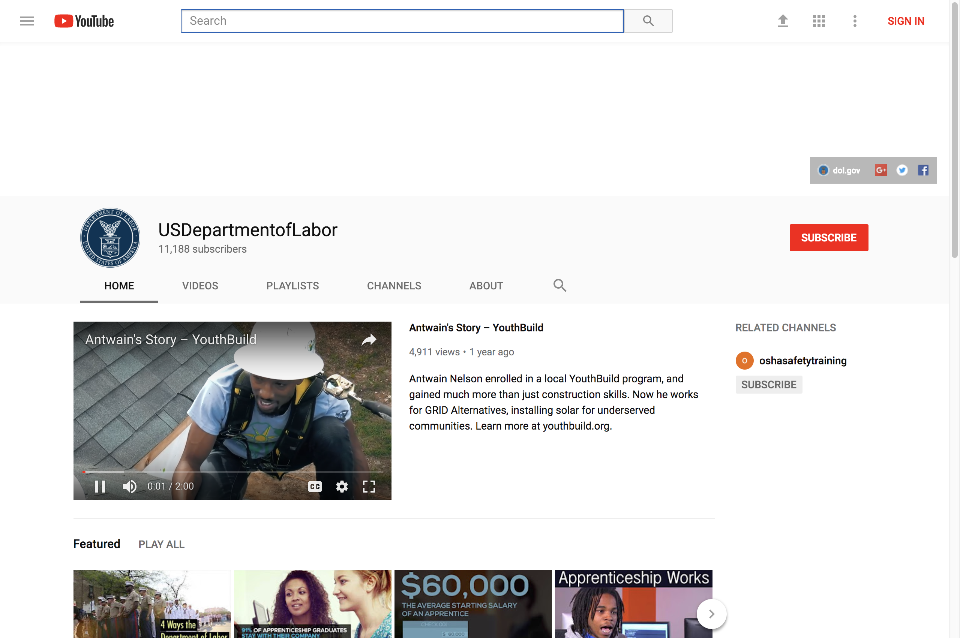 YouTube
Search
SIGN IN
dol.gov
G+
USDepartmentofLabor
11,188 subscribers
SUBSCRIBE
HOME
VIDEOS
PLAYLISTS
CHANNELS
ABOUT
Antwain's Story – YouthBuild
0:01 / 2:00
CC
Antwain's Story – YouthBuild
4,911 views • 1 year ago
Antwain Nelson enrolled in a local YouthBuild program, and
gained much more than just construction skills. Now he works
for GRID Alternatives, installing solar for underserved
communities. Learn more at youthbuild.org.
RELATED CHANNELS
o
oshasafetytraining
SUBSCRIBE
Featured
PLAY ALL
4 Ways the
Department of Labor
91% OF APPRENTICESHIP GRADUATES
STAY WITH THEIR COMPANY
$60,000
THE AVERAGE STARTING SALARY
OF AN APPRENTICE
Apprenticeship Works